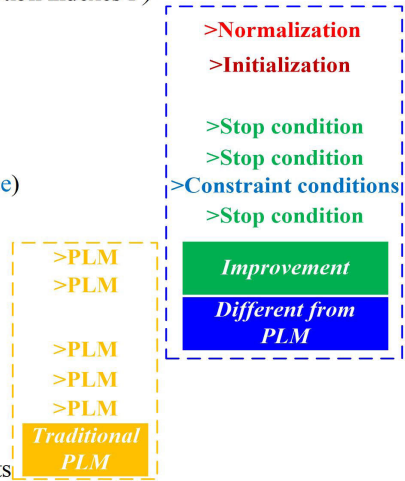 >Normalization
>Initialization
>Stop condition
>Stop condition
e)
>Constraint conditions
>Stop condition
>PLM
>PLM
Improvement
Different from
PLM
>PLM
>PLM
>PLM
Traditional
PLM
ts